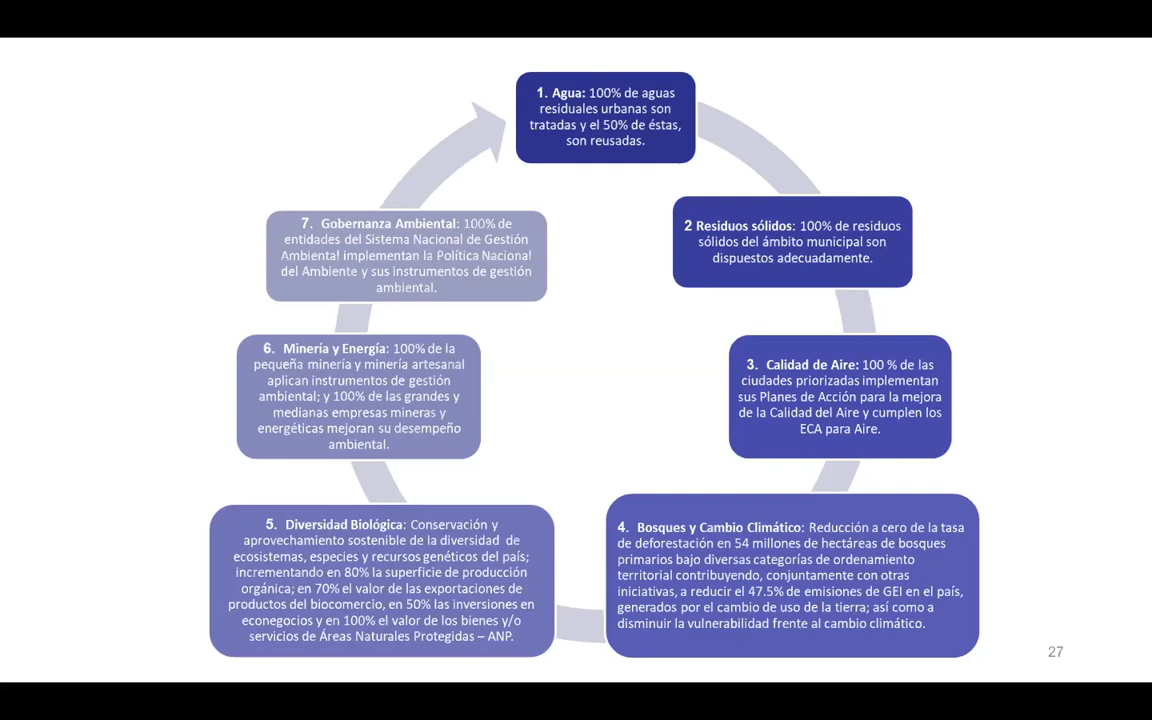 1. Agua: 100% de aguas
residuales urbanas son
tratadas y el 50% de éstas,
son reusadas.
2 Residuos sólidos: 100% de residuos
sólidos del ámbito municipal son
dispuestos adecuadamente.
3. Calidad de Aire: 100 % de las
ciudades priorizadas implementan
sus Planes de Acción para la mejora
de la Calidad del Aire y cumplen los
ECA para Aire.
4. Bosques y Cambio Climático: Reducción a cero de la tasa
de deforestación en 54 millones de hectáreas de bosques
primarios bajo diversas categorías de ordenamiento
territorial contribuyendo, conjuntamente con otras
iniciativas, a reducir el 47.5% de emisiones de GEI en el país,
generados por el cambio de uso de la tierra; así como a
disminuir la vulnerabilidad frente al cambio climático.
5. Diversidad Biológica: Conservación y
aprovechamiento sostenible de la diversidad de
ecosistemas, especies y recursos genéticos del país;
incrementando en 80% la superficie de producción
orgánica; en 70% el valor de las exportaciones de
productos del biocomercio, en 50% las inversiones en
econegocios y en 100% el valor de los bienes y/o
servicios de Áreas Naturales Protegidas – ANP.
6. Minería y Energía: 100% de la
pequeña minería y minería artesanal
aplican instrumentos de gestión
ambiental; y 100% de las grandes y
medianas empresas mineras y
energéticas mejoran su desempeño
ambiental.
7. Gobernanza Ambiental: 100% de
entidades del Sistema Nacional de Gestión
Ambiental implementan la Política Nacional
del Ambiente y sus instrumentos de gestión
ambiental.
27